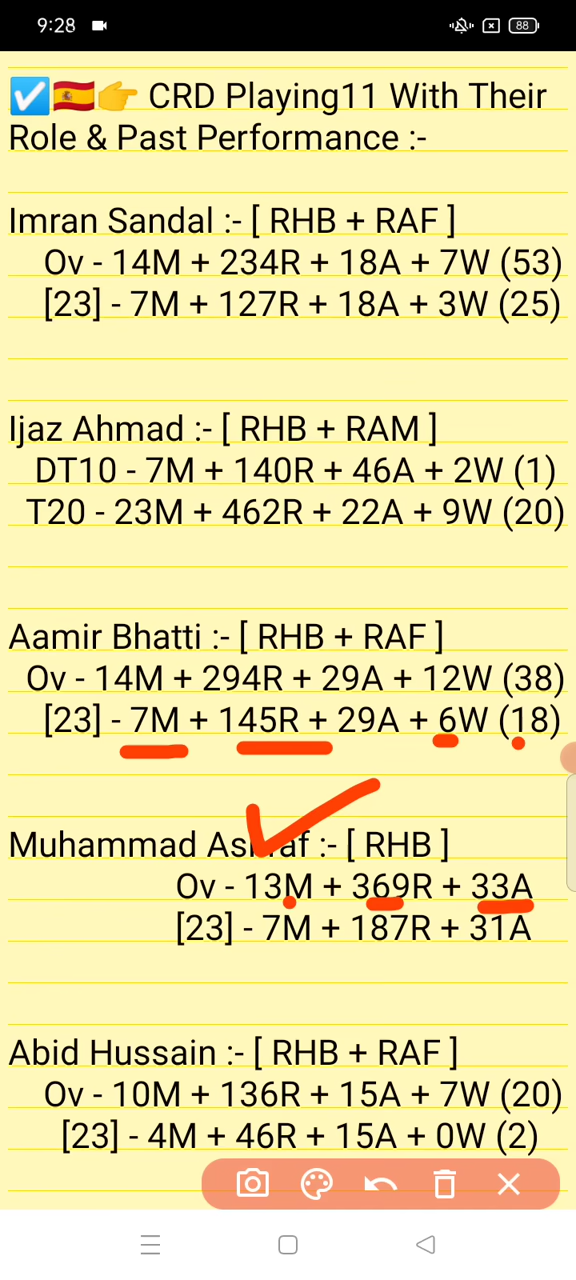 9:28
88
☑️🇪🇸👉 CRD Playing11 With Their
Role & Past Performance :-
Imran Sandal :- [ RHB + RAF ]
Ov - 14M + 234R + 18A + 7W (53)
[23] - 7M + 127R + 18A + 3W (25)
Ijaz Ahmad :- [ RHB + RAM ]
DT10 - 7M + 140R + 46A + 2W (1)
T20 - 23M + 462R + 22A + 9W (20)
Aamir Bhatti :- [ RHB + RAF ]
Ov - 14M + 294R + 29A + 12W (38)
[23] - 7M + 145R + 29A + 6W (18)
Muhammad Asraf :- [ RHB ]
Ov - 13M + 369R + 33A
[23] - 7M + 187R + 31A
Abid Hussain :- [ RHB + RAF ]
Ov - 10M + 136R + 15A + 7W (20)
[23] - 4M + 46R + 15A + 0W (2)